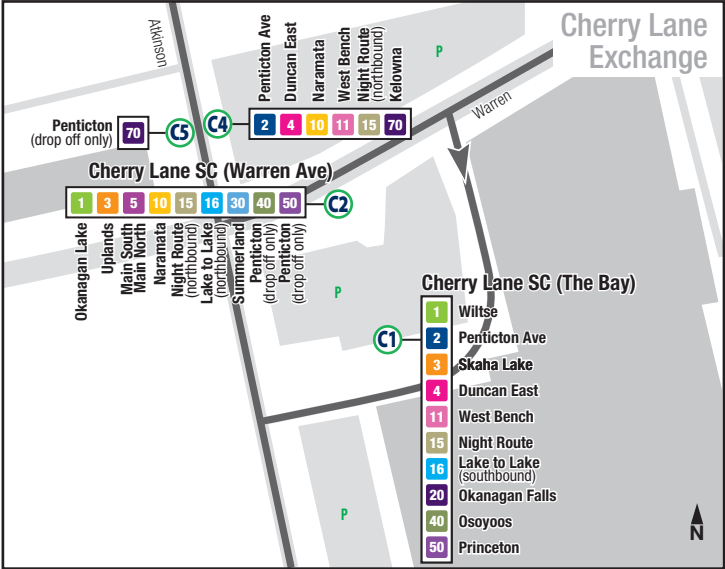 Cherry Lane
Exchange
Atkinson
Warren
P
Penticton Ave
Duncan East
Naramata
West Bench
Night Route
(northbound)
Kelowna
C4
2 4 10 11 15 70
Penticton
(drop off only)
70
C5
Cherry Lane SC (Warren Ave)
1 3 5 10 15 16 30 40 50
C2
Okanagan Lake
Uplands
Main South
Main North
Naramata
Night Route
(northbound)
Lake to Lake
(northbound)
Summerland
Penticton
(drop off only)
Penticton
(drop off only)
P
Cherry Lane SC (The Bay)
C1
1 Wiltse
2 Penticton Ave
3 Skaha Lake
4 Duncan East
11 West Bench
15 Night Route
16 Lake to Lake
(southbound)
20 Okanagan Falls
40 Osoyoos
50 Princeton
P
N